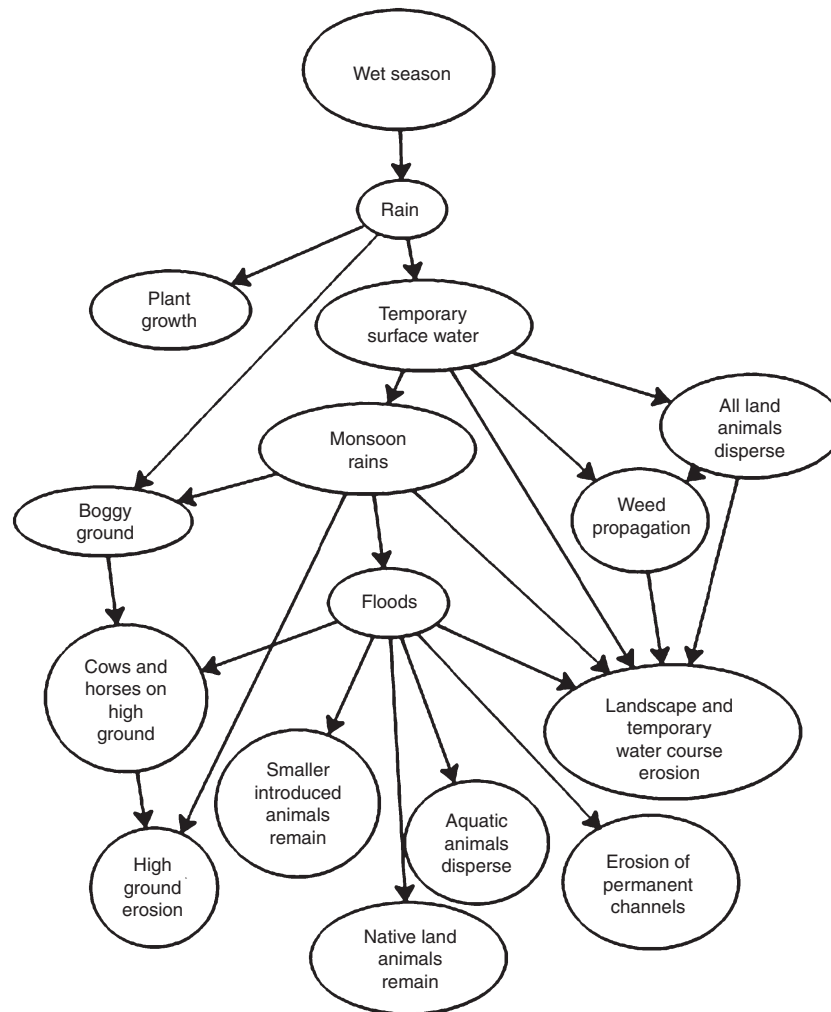 Wet season
Rain
Plant
growth
Temporary
surface water
All land
animals
disperse
Monsoon
rains
Weed
propagation
Boggy
ground
Floods
Cows and
horses on
high
ground
Landscape and
temporary
water course
erosion
Smaller
introduced
animals
remain
Aquatic
animals
disperse
High
ground
erosion
Erosion of
permanent
channels
Native land
animals
remain